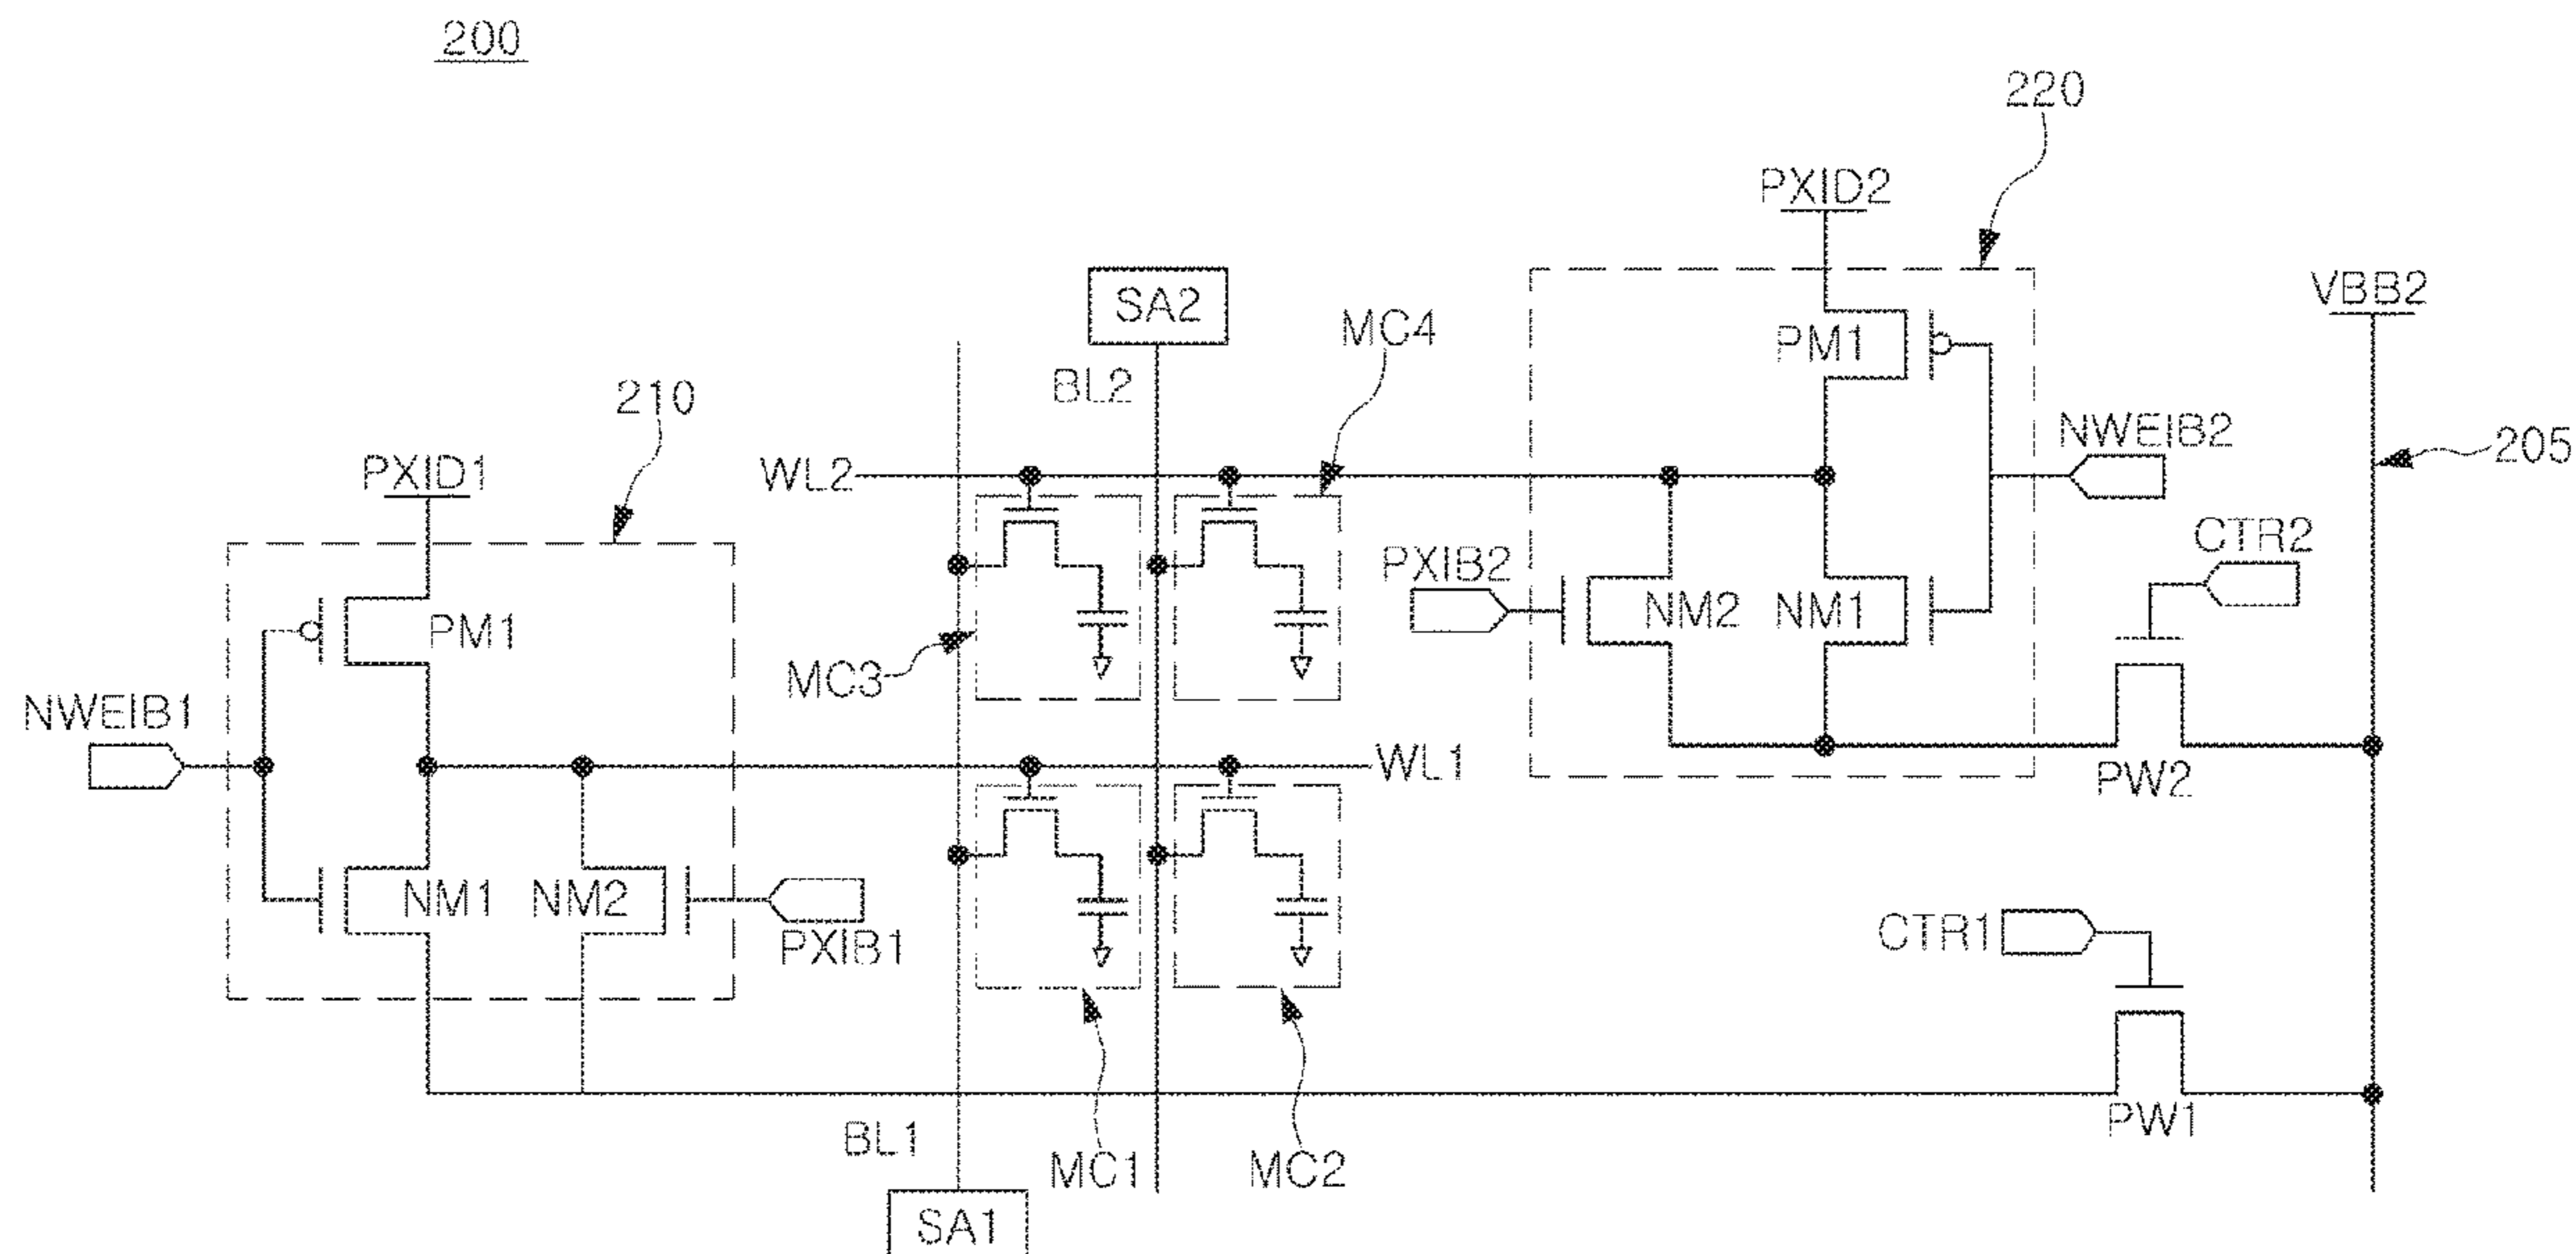 200
220
PXID2
SA2
VBB2
MC4
PM1
BL2
210
NWEIB2
PXID1
WL2
205
CTR2
PXIB2
NM2
NM1
PM1
MC3
NWEIB1
WL1
PW2
NM1
NM2
CTR1
PXIB1
PW1
BL1
MC1
MC2
SA1